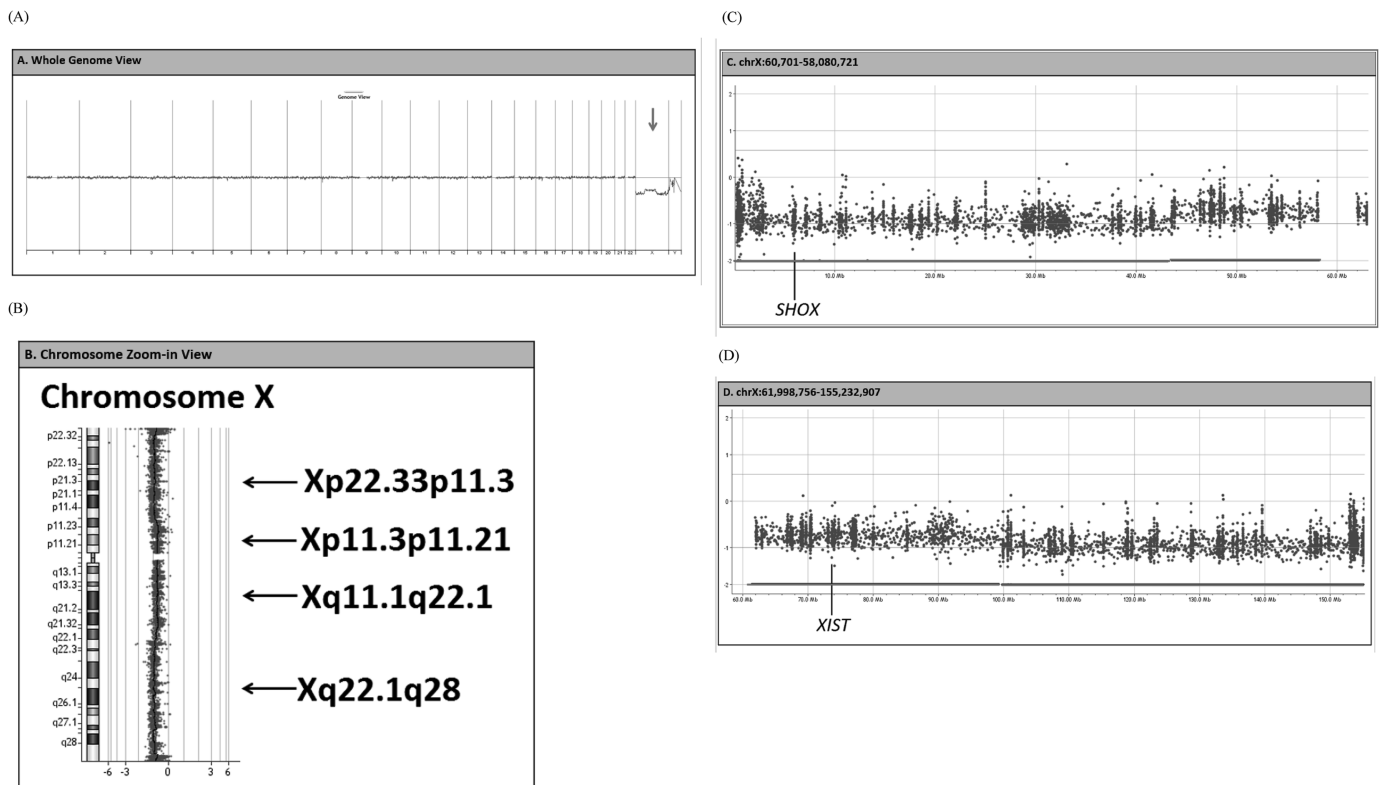 (A)
A. Whole Genome View
Genome View
1 2 3 4 5 6 7 8 9 10 11 12 13 14 15 16 17 18 19 20 21 22 X Y
(B)
B. Chromosome Zoom-in View
Chromosome X
p22.32
p22.13
p21.3
p21.1
p11.4
p11.23
p11.21
q13.1
q13.3
q21.2
q21.32
q22.1
q22.3
q24
q26.1
q27.1
q28
-6 -3 0 3 6
Xp22.33p11.3
Xp11.3p11.21
Xq11.1q22.1
Xq22.1q28
(C)
C. chrX:60,701-58,080,721
2
1
0
-1
-2
10.0 Mb 20.0 Mb 30.0 Mb 40.0 Mb 50.0 Mb 60.0 Mb
SHOX
(D)
D. chrX:61,998,756-155,232,907
2
1
0
-1
-2
60.0 Mb 70.0 Mb 80.0 Mb 90.0 Mb 100.0 Mb 110.00 Mb 120.0 Mb 130.0 Mb 140.0 Mb 150.0 Mb
XIST